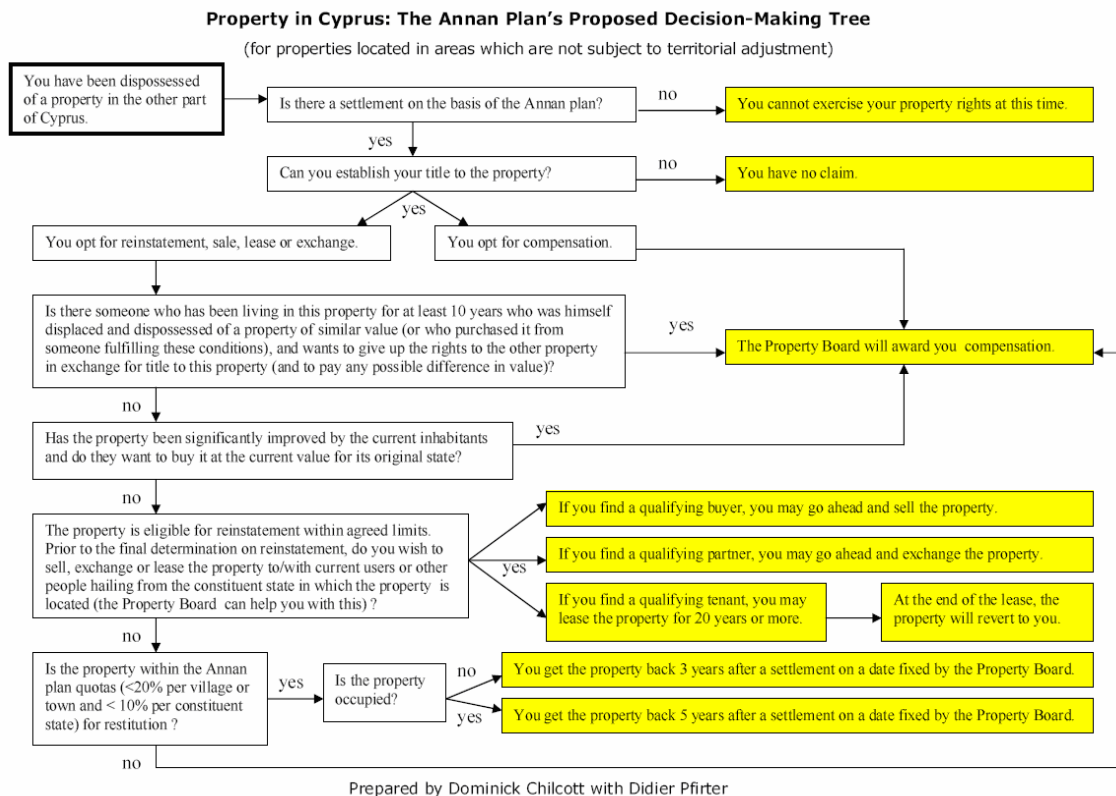 Property in Cyprus: The Annan Plan's Proposed Decision-Making Tree
(for properties located in areas which are not subject to territorial adjustment)
You have been dispossessed
of a property in the other part
of Cyprus.
Is there a settlement on the basis of the Annan plan?
no
You cannot exercise your property rights at this time.
yes
Can you establish your title to the property?
no
You have no claim.
yes
You opt for reinstatement, sale, lease or exchange.
You opt for compensation.
Is there someone who has been living in this property for at least 10 years who was himself
displaced and dispossessed of a property of similar value (or who purchased it from
someone fulfilling these conditions), and wants to give up the rights to the other property
in exchange for title to this property (and to pay any possible difference in value)?
yes
The Property Board will award you compensation.
no
Has the property been significantly improved by the current inhabitants
and do they want to buy it at the current value for its original state?
yes
no
The property is eligible for reinstatement within agreed limits.
Prior to the final determination on reinstatement, do you wish to
sell, exchange or lease the property to/with current users or other
people hailing from the constituent state in which the property is
located (the Property Board can help you with this) ?
yes
If you find a qualifying buyer, you may go ahead and sell the property.
If you find a qualifying partner, you may go ahead and exchange the property.
If you find a qualifying tenant, you may
lease the property for 20 years or more.
At the end of the lease, the
property will revert to you.
no
Is the property within the Annan
plan quotas (<20% per village or
town and < 10% per constituent
state) for restitution ?
yes
Is the property
occupied?
no
You get the property back 3 years after a settlement on a date fixed by the Property Board.
yes
You get the property back 5 years after a settlement on a date fixed by the Property Board.
no
Prepared by Dominick Chilcott with Didier Pfirter